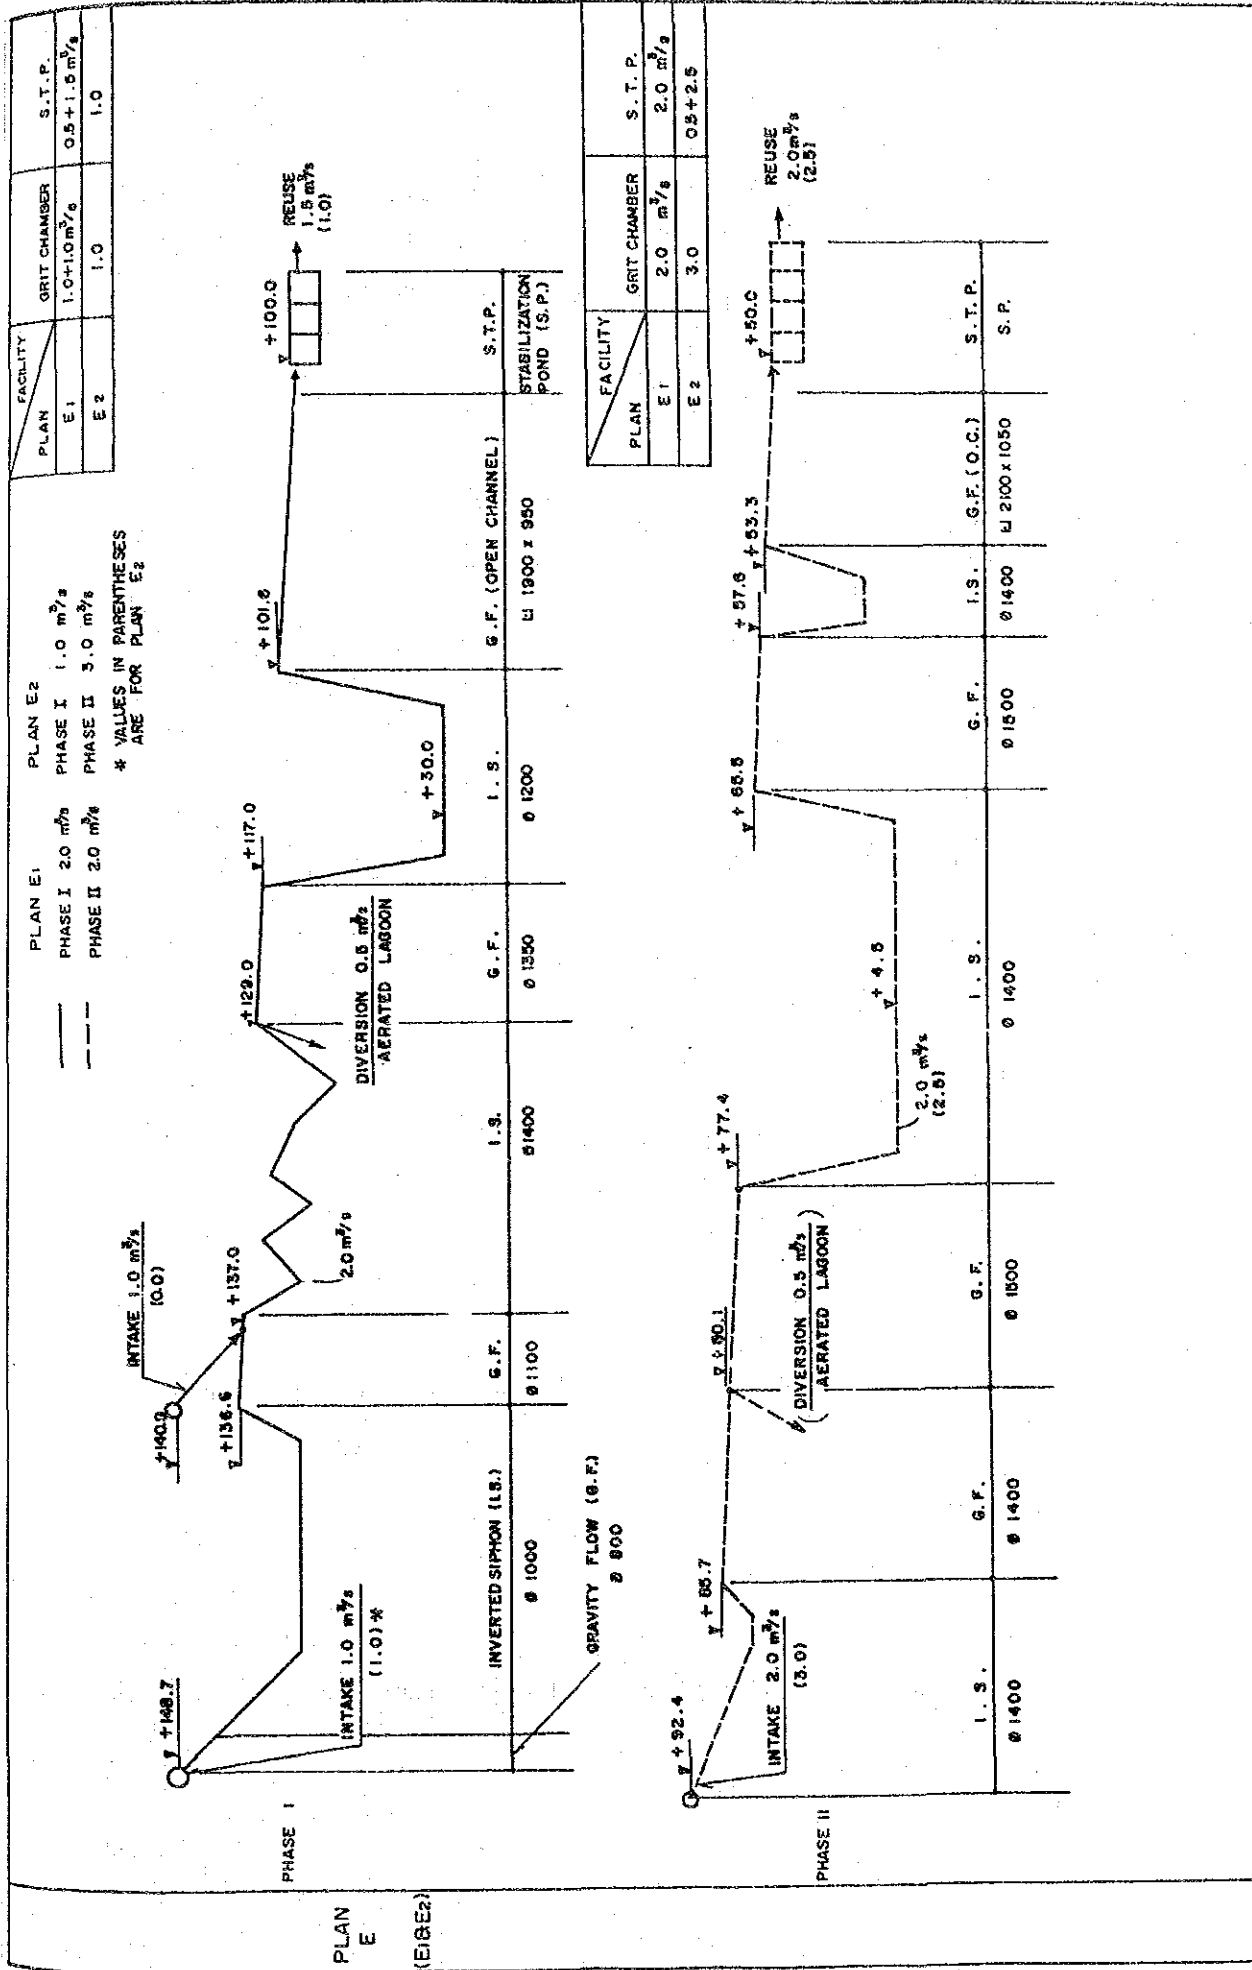 PLAN
E
(E1&E2)
PLAN E1 PLAN E2
PHASE I 2.0 m³/s PHASE I 1.0 m³/s
PHASE II 2.0 m³/s PHASE II 3.0 m³/s
* VALUES IN PARENTHESES
ARE FOR PLAN E2
FACILITY
PLAN GRIT CHAMBER S.T.P.
E1 1.0+1.0 m³/s 0.5+1.5 m³/s
E2 1.0 1.0
PHASE I
+148.7
INTAKE 1.0 m³/s
(1.0)*
+140.0
INTAKE 1.0 m³/s
(0.0)
+136.6
+137.0
2.0 m³/s
+129.0
DIVERSION 0.5 m³/s
AERATED LAGOON
+117.0
+30.0
+101.6
+100.0
REUSE
1.5 m³/s
(1.0)
INVERTED SIPHON (I.S.) G.F. I.S. G.F. I.S. G.F. (OPEN CHANNEL) S.T.P.
Ø 1000 Ø 1100 Ø 1400 Ø 1350 Ø 1200 ⊔ 1900 x 950 STABILIZATION
POND (S.P.)
GRAVITY FLOW (G.F.)
Ø 800
FACILITY
PLAN GRIT CHAMBER S.T.P.
E1 2.0 m³/s 2.0 m³/s
E2 3.0 0.5+2.5
PHASE II
+92.4
INTAKE 2.0 m³/s
(3.0)
+85.7
+80.1
(DIVERSION 0.5 m³/s)
AERATED LAGOON
+77.4
2.0 m³/s
(2.5)
+4.5
+65.5
+57.6
+53.3
+50.0
REUSE
2.0 m³/s
(2.5)
I.S. G.F. G.F. I.S. G.F. I.S. G.F. (O.C.) S.T.P.
Ø 1400 Ø 1400 Ø 1500 Ø 1400 Ø 1500 Ø 1400 ⊔ 2100 x 1050 S.P.